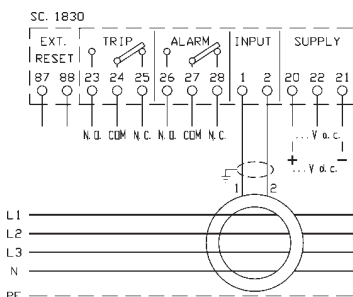 SC. 1830
EXT. RESET TRIP ALARM INPUT SUPPLY
87 88 23 24 25 26 27 28 1 2 20 22 21
N.O. COM N.C. N.O. COM N.C.
...V a.c.
+ -
...V d.c.
1 2
L1
L2
L3
N
PE